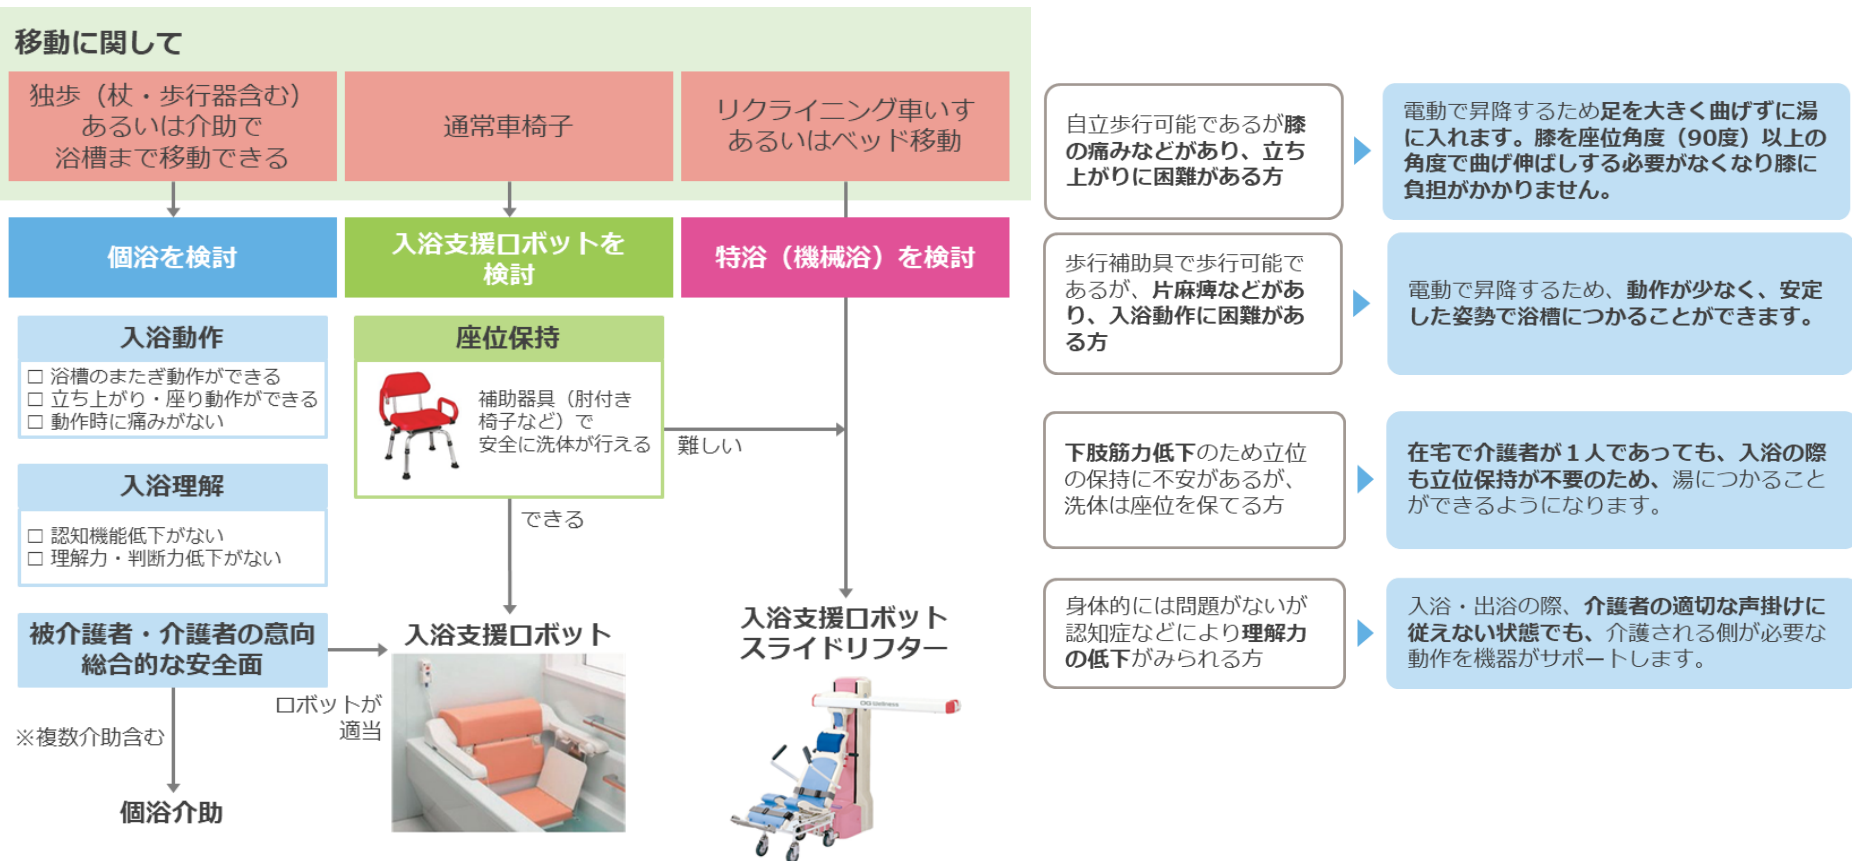 移動に関して
独歩（杖・歩行器含む）
あるいは介助で
浴槽まで移動できる
通常車椅子
リクライニング車いす
あるいはベッド移動
個浴を検討
入浴支援ロボットを
検討
特浴（機械浴）を検討
入浴動作
□ 浴槽のまたぎ動作ができる
□ 立ち上がり・座り動作ができる
□ 動作時に痛みがない
入浴理解
□ 認知機能低下がない
□ 理解力・判断力低下がない
被介護者・介護者の意向
総合的な安全面
※複数介助含む
個浴介助
ロボットが
適当
座位保持
補助器具（肘付き
椅子など）で
安全に洗体が行える
難しい
できる
入浴支援ロボット
入浴支援ロボット
スライドリフター
OG Wellness
自立歩行可能であるが膝
の痛みなどがあり、立ち
上がりに困難がある方
電動で昇降するため足を大きく曲げずに湯
に入れます。膝を座位角度（90度）以上の
角度で曲げ伸ばしする必要がなくなり膝に
負担がかかりません。
歩行補助具で歩行可能で
あるが、片麻痺などがあ
り、入浴動作に困難があ
る方
電動で昇降するため、動作が少なく、安定
した姿勢で浴槽につかることができます。
下肢筋力低下のため立位
の保持に不安があるが、
洗体は座位を保てる方
在宅で介護者が１人であっても、入浴の際
も立位保持が不要のため、湯につかること
ができるようになります。
身体的には問題がないが
認知症などにより理解力
の低下がみられる方
入浴・出浴の際、介護者の適切な声掛けに
従えない状態でも、介護される側が必要な
動作を機器がサポートします。